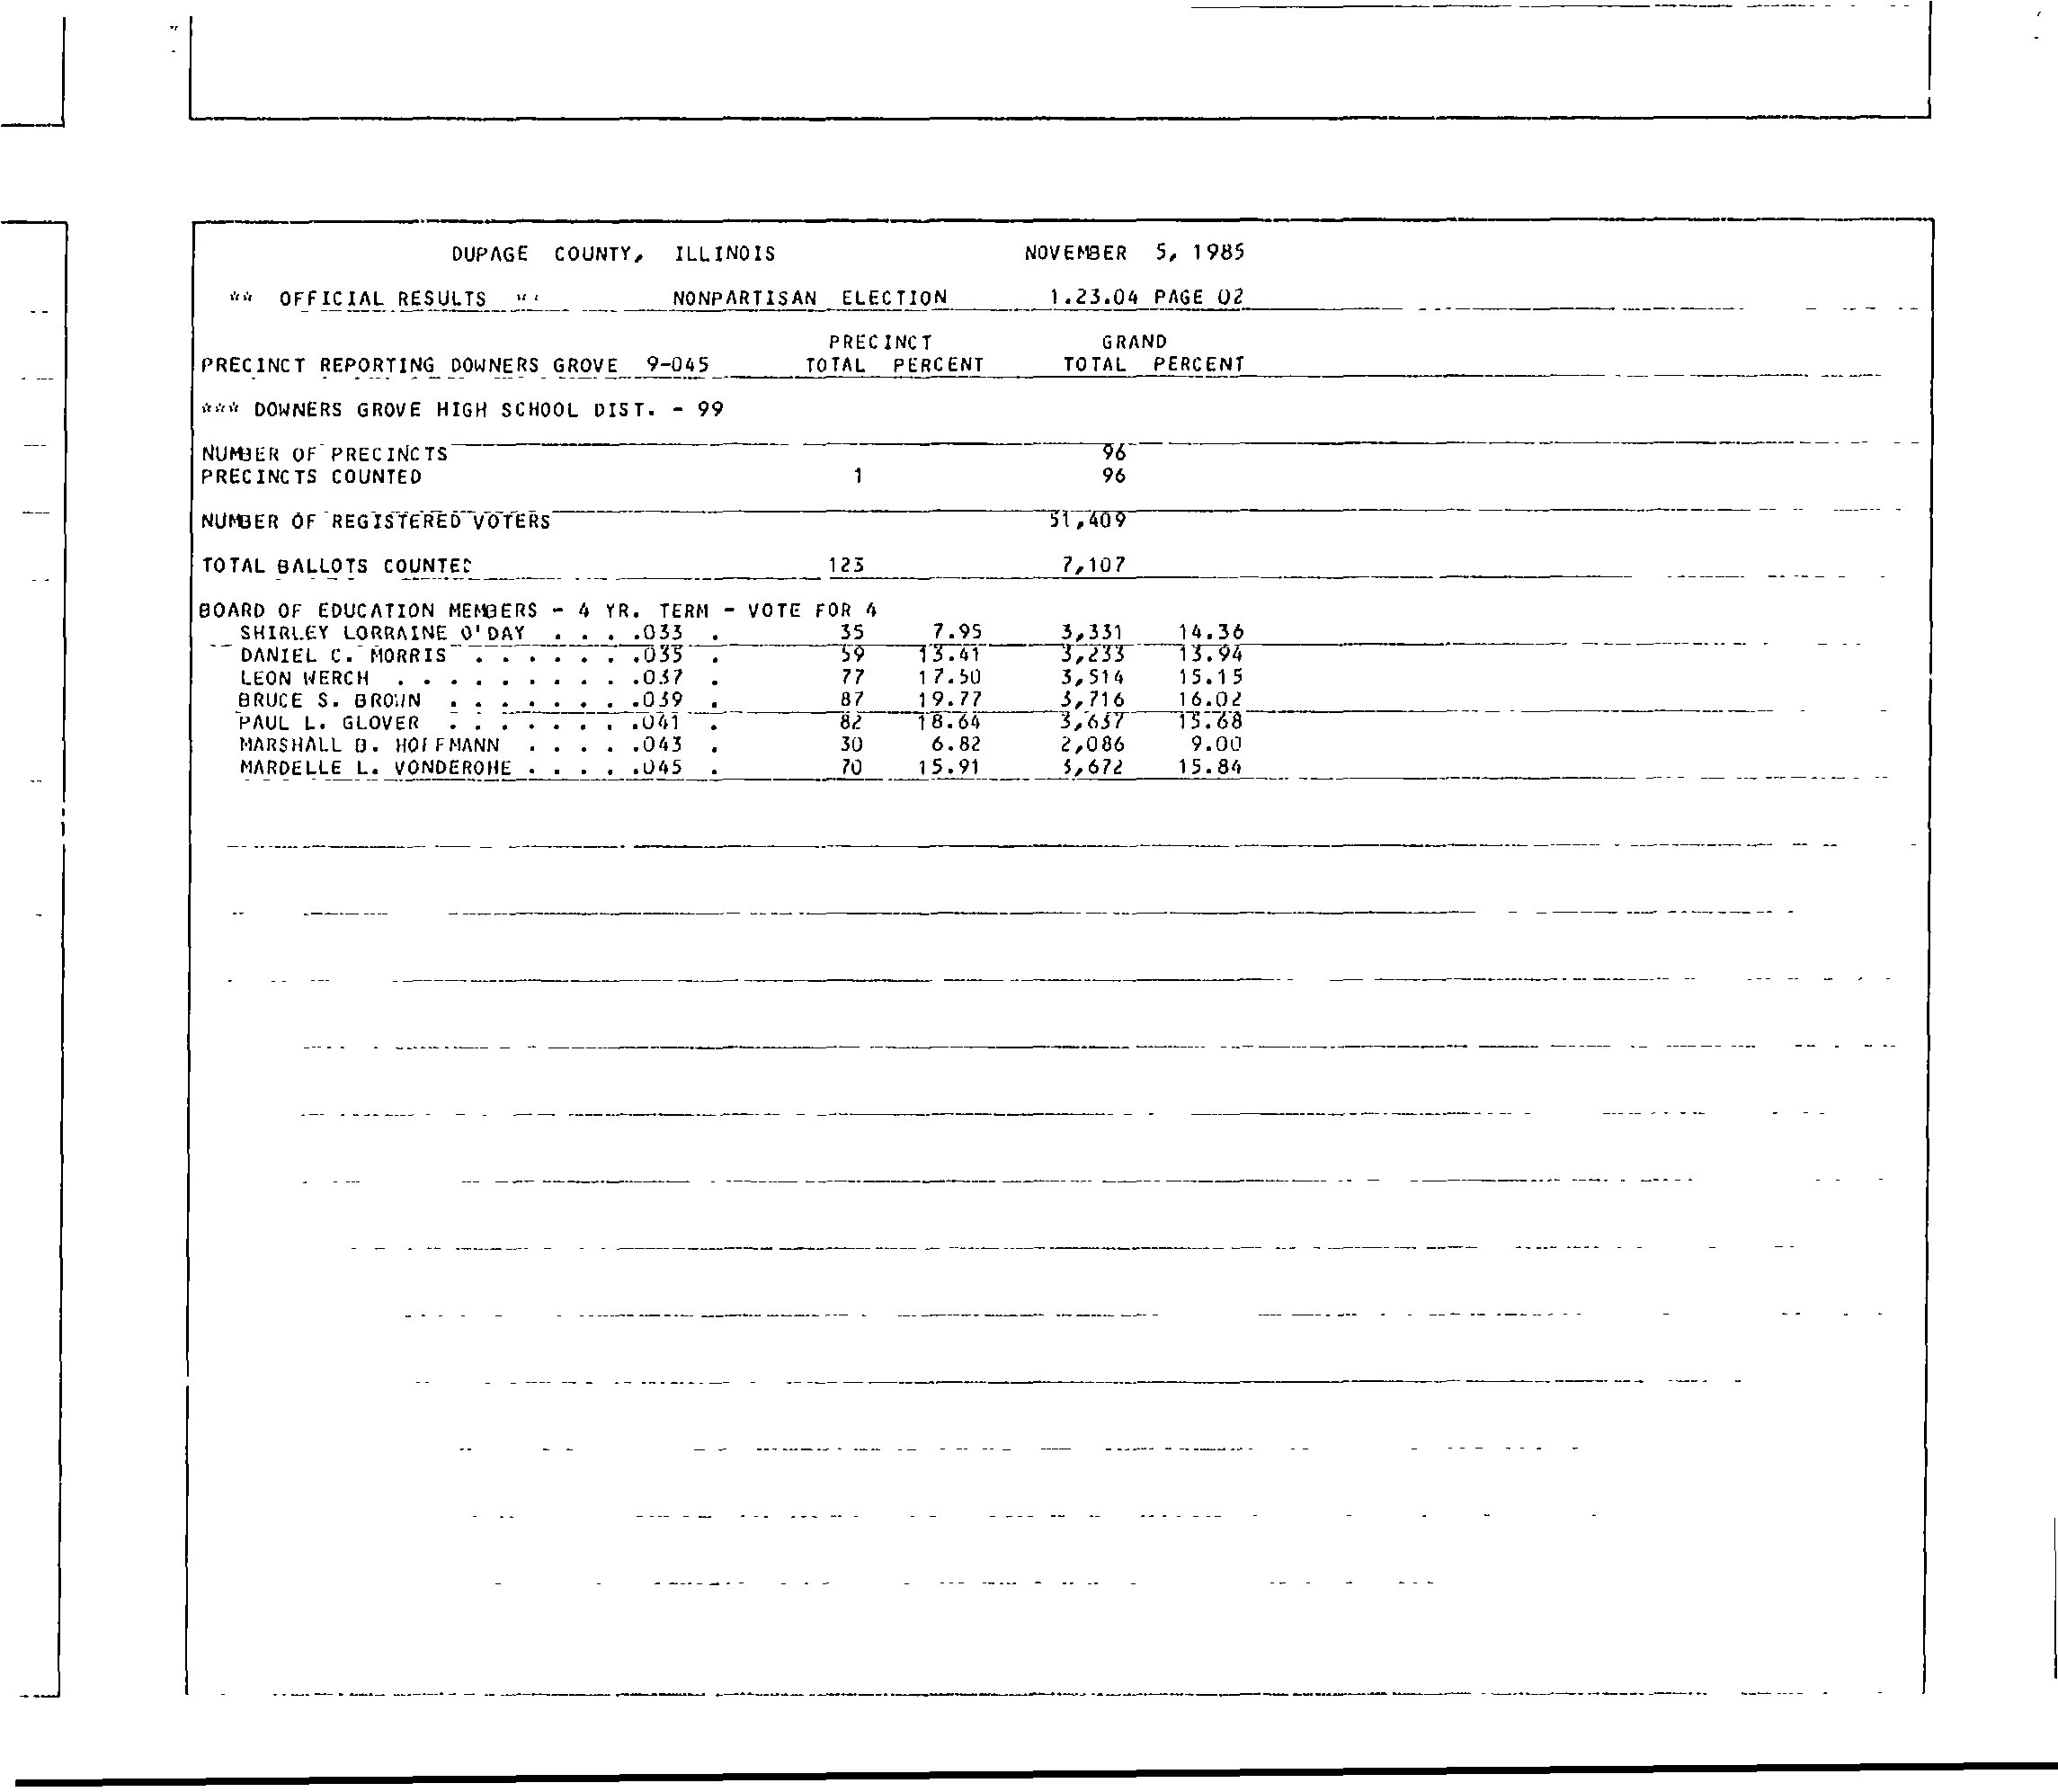 DUPAGE COUNTY, ILLINOIS NOVEMBER 5, 1985
** OFFICIAL RESULTS ** NONPARTISAN ELECTION 1.23.04 PAGE 02
PRECINCT GRAND
PRECINCT REPORTING DOWNERS GROVE 9-045 TOTAL PERCENT TOTAL PERCENT
*** DOWNERS GROVE HIGH SCHOOL DIST. - 99
NUMBER OF PRECINCTS 96
PRECINCTS COUNTED 1 96
NUMBER OF REGISTERED VOTERS 51,409
TOTAL BALLOTS COUNTED 123 7,107
BOARD OF EDUCATION MEMBERS - 4 YR. TERM - VOTE FOR 4
SHIRLEY LORRAINE O'DAY . . . .033 . 35 7.95 3,331 14.36
DANIEL C. MORRIS . . . . . . .035 . 59 13.41 3,233 13.94
LEON WERCH . . . . . . . . . .037 . 77 17.50 3,514 15.15
BRUCE S. BROWN . . . . . . . .039 . 87 19.77 3,716 16.02
PAUL L. GLOVER . . . . . . . .041 . 82 18.64 3,637 15.68
MARSHALL D. HOFFMANN . . . . .043 . 30 6.82 2,086 9.00
MARDELLE L. VONDEROHE . . . . .045 . 70 15.91 3,672 15.84